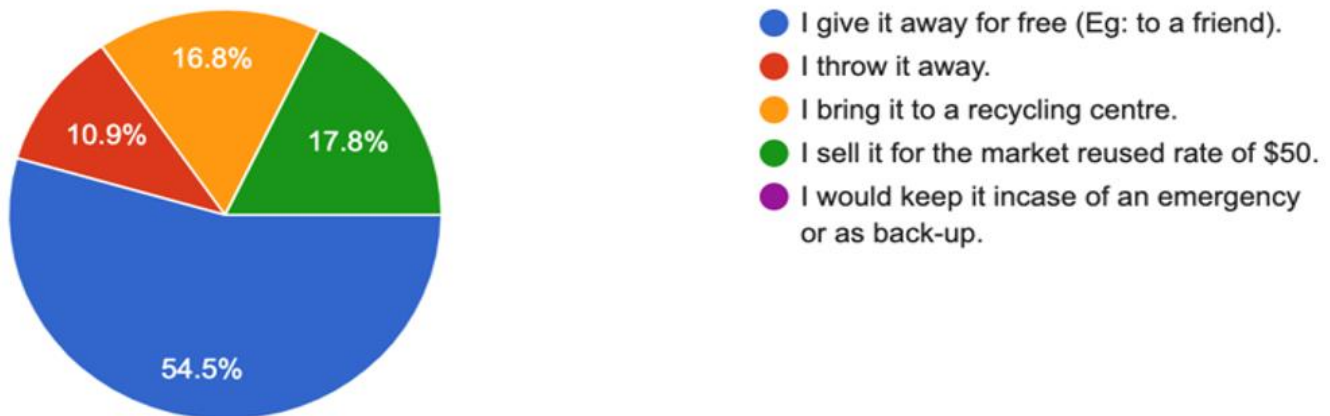 16.8%
10.9%
17.8%
54.5%
I give it away for free (Eg: to a friend).
I throw it away.
I bring it to a recycling centre.
I sell it for the market reused rate of $50.
I would keep it incase of an emergency
or as back-up.